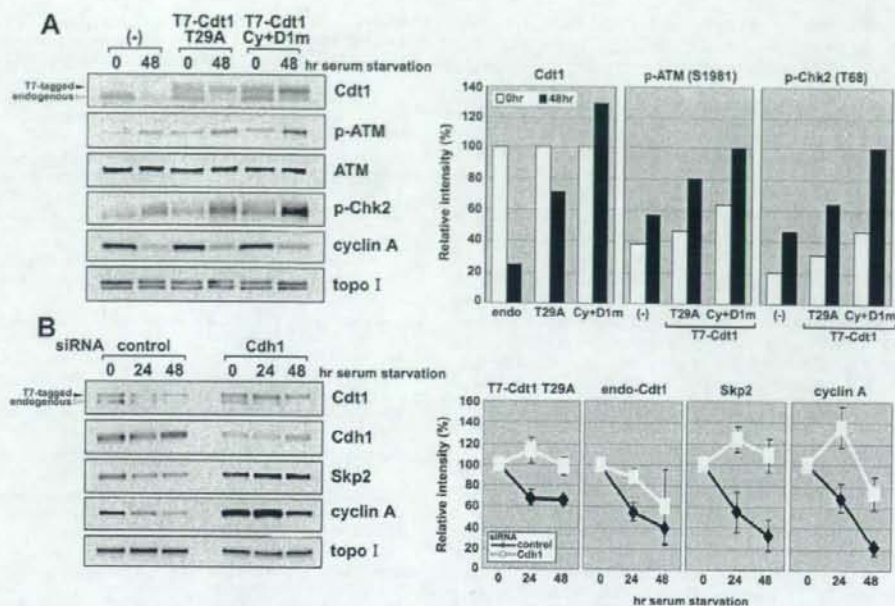 A
T7-Cdt1 T7-Cdt1
(-) T29A Cy+D1m
0 48 0 48 0 48 hr serum starvation
T7-tagged
endogenous
Cdt1
p-ATM
ATM
p-Chk2
cyclin A
topo I
Cdt1 p-ATM (S1981) p-Chk2 (T68)
0hr 48hr
Relative intensity (%)
140
120
100
80
60
40
20
0
endo T29A Cy+D1m (-) T29A Cy+D1m (-) T29A Cy+D1m
T7-Cdt1 T7-Cdt1
B
siRNA control Cdh1
0 24 48 0 24 48 hr serum starvation
T7-tagged
endogenous
Cdt1
Cdh1
Skp2
cyclin A
topo I
T7-Cdt1 T29A endo-Cdt1 Skp2 cyclin A
Relative intensity (%)
160
140
120
100
80
60
40
20
0
siRNA
control
Cdh1
0 24 48 0 24 48 0 24 48 0 24 48
hr serum starvation